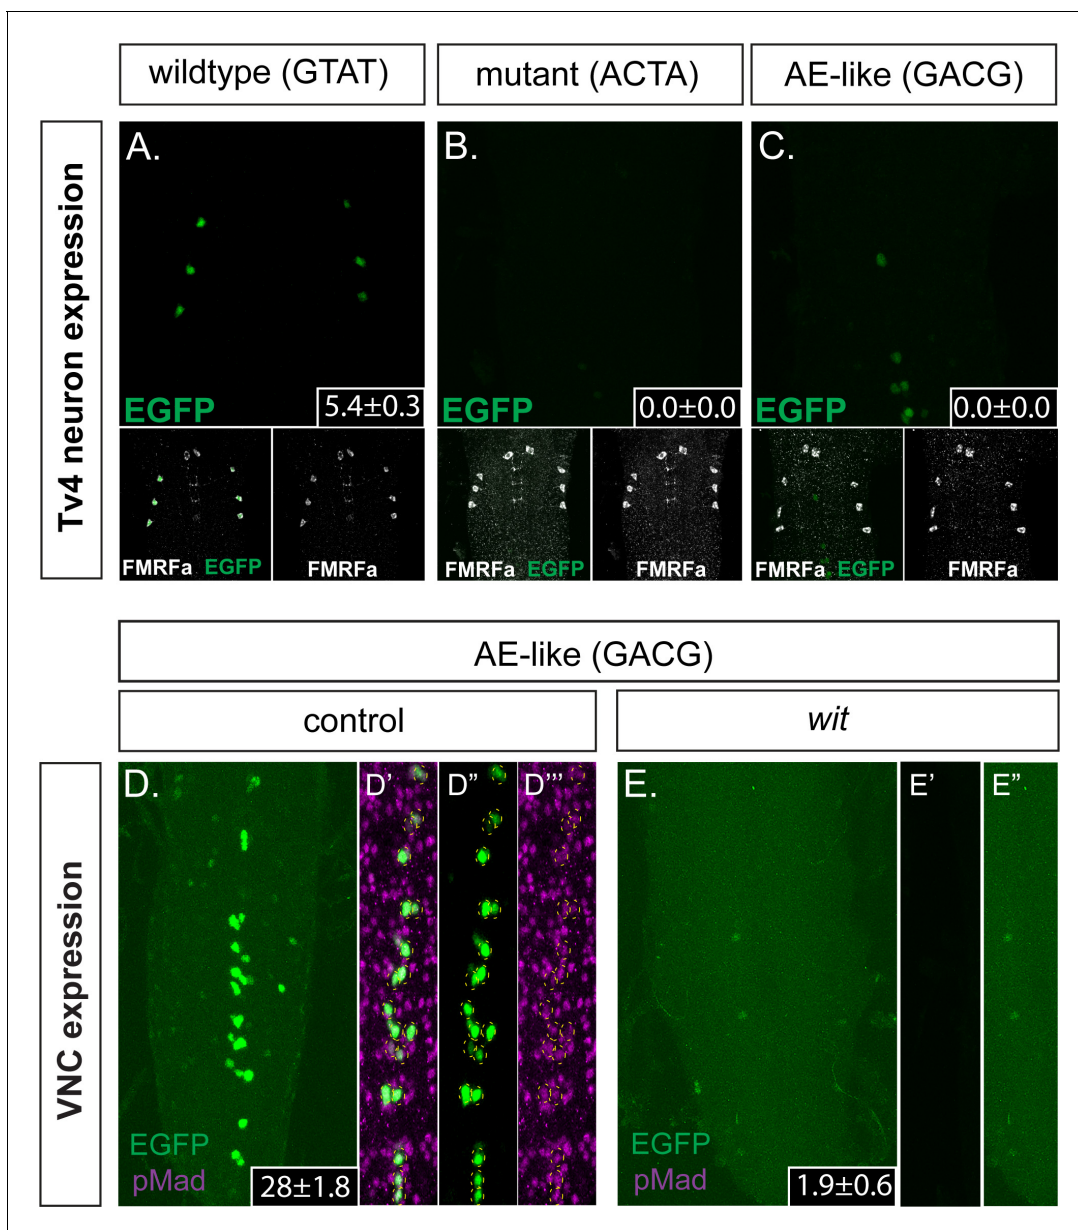 wildtype (GTAT)
mutant (ACTA)
AE-like (GACG)
Tv4 neuron expression
A.
EGFP
5.4±0.3
B.
0.0±0.0
C.
0.0±0.0
FMRFa EGFP
FMRFa
FMRFa EGFP
FMRFa
FMRFa EGFP
FMRFa
AE-like (GACG)
control
wit
VNC expression
D.
EGFP
pMad
28±1.8
D'
D''
D'''
E.
EGFP
pMad
1.9±0.6
E'
E''